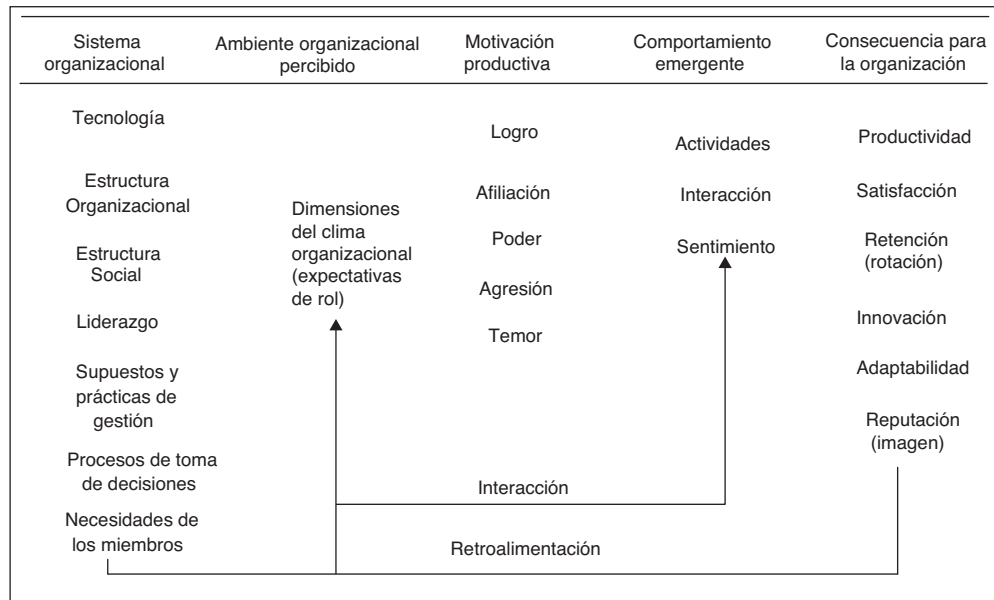 Sistema
organizacional
Ambiente organizacional
percibido
Motivación
productiva
Comportamiento
emergente
Consecuencia para
la organización
Tecnología
Estructura
Organizacional
Estructura
Social
Liderazgo
Supuestos y
prácticas de
gestión
Procesos de toma
de decisiones
Necesidades de
los miembros
Dimensiones
del clima
organizacional
(expectativas
de rol)
Logro
Afiliación
Poder
Agresión
Temor
Actividades
Interacción
Sentimiento
Productividad
Satisfacción
Retención
(rotación)
Innovación
Adaptabilidad
Reputación
(imagen)
Interacción
Retroalimentación